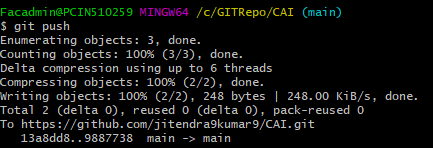 Facadmin@PCIN510259 MINGW64 /c/GITRepo/CAI (main)
$ git push
Enumerating objects: 3, done.
Counting objects: 100% (3/3), done.
Delta compression using up to 6 threads
Compressing objects: 100% (2/2), done.
Writing objects: 100% (2/2), 248 bytes | 248.00 KiB/s, done.
Total 2 (delta 0), reused 0 (delta 0), pack-reused 0
To https://github.com/jitendra9kumar9/CAI.git
   13a8dd8..9887738  main -> main